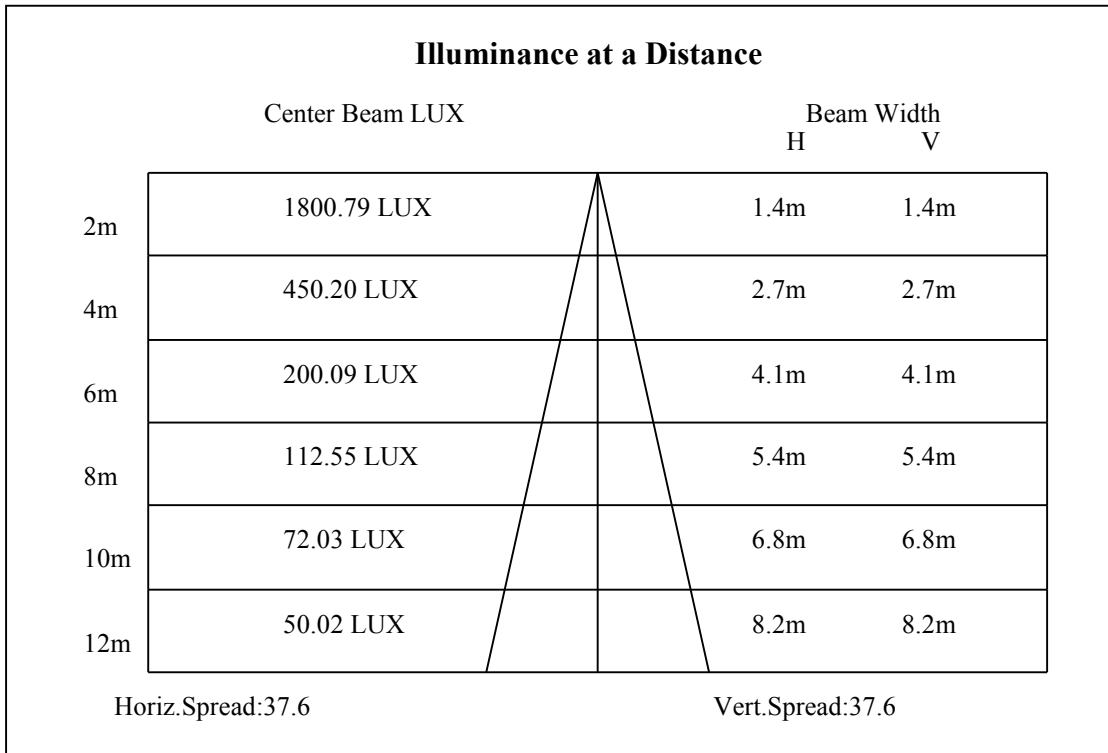 Illuminance at a Distance
Center Beam LUX Beam Width
H V
2m 1800.79 LUX 1.4m 1.4m
4m 450.20 LUX 2.7m 2.7m
6m 200.09 LUX 4.1m 4.1m
8m 112.55 LUX 5.4m 5.4m
10m 72.03 LUX 6.8m 6.8m
12m 50.02 LUX 8.2m 8.2m
Horiz.Spread:37.6 Vert.Spread:37.6